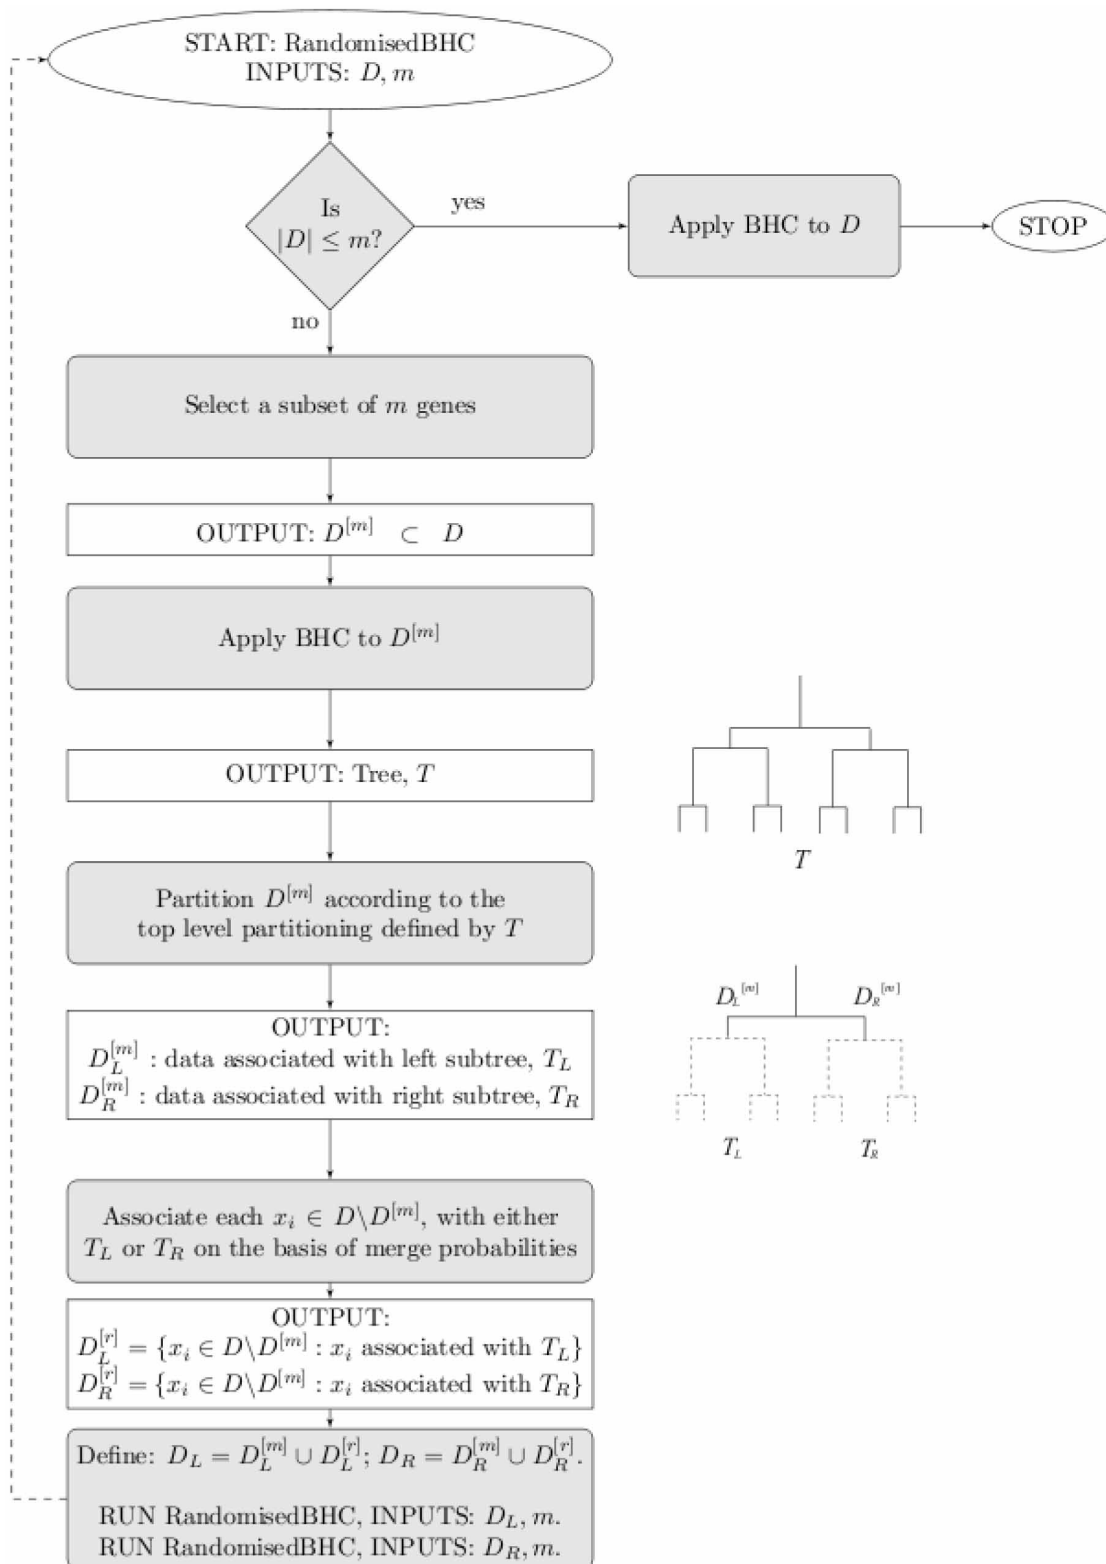 START: RandomisedBHC
INPUTS: D, m
Is
|D| ≤ m?
yes
Apply BHC to D
STOP
no
Select a subset of m genes
OUTPUT: D^[m] ⊂ D
Apply BHC to D^[m]
OUTPUT: Tree, T
T
Partition D^[m] according to the
top level partitioning defined by T
D_L^[m] D_R^[m]
OUTPUT:
D_L^[m] : data associated with left subtree, T_L
D_R^[m] : data associated with right subtree, T_R
T_L T_R
Associate each x_i ∈ D\D^[m], with either
T_L or T_R on the basis of merge probabilities
OUTPUT:
D_L^[r] = {x_i ∈ D\D^[m] : x_i associated with T_L}
D_R^[r] = {x_i ∈ D\D^[m] : x_i associated with T_R}
Define: D_L = D_L^[m] ∪ D_L^[r]; D_R = D_R^[m] ∪ D_R^[r].
RUN RandomisedBHC, INPUTS: D_L, m.
RUN RandomisedBHC, INPUTS: D_R, m.